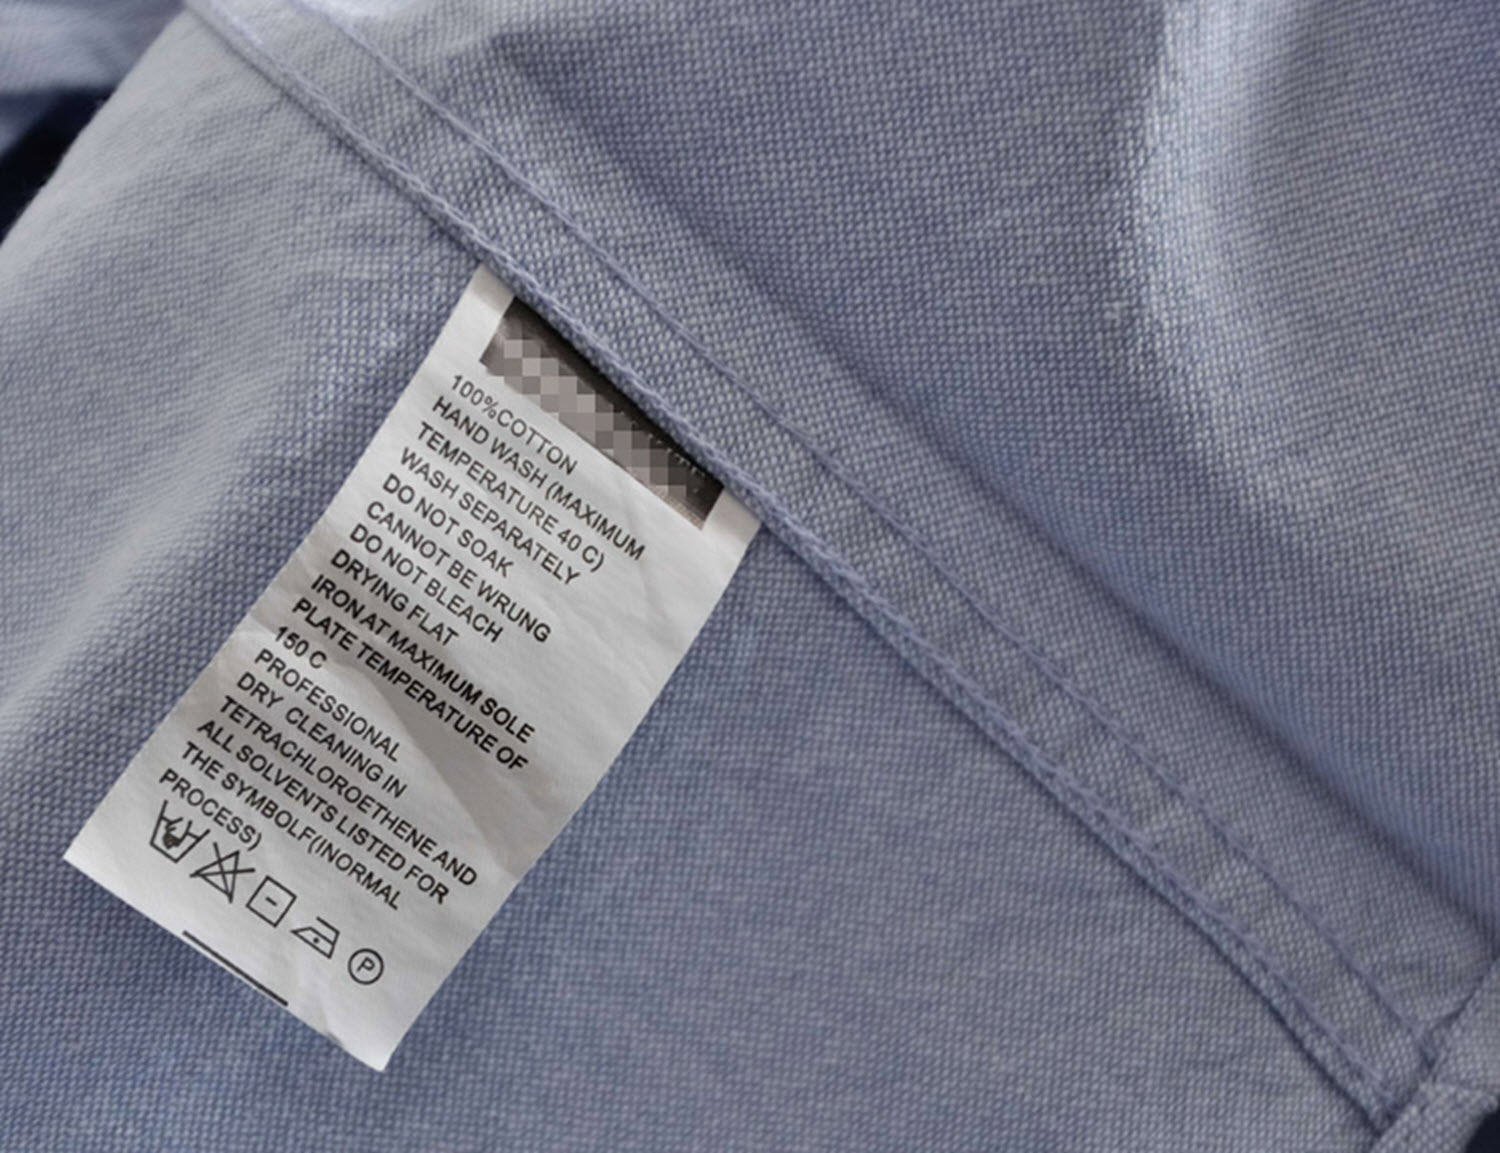 100%COTTON
HAND WASH (MAXIMUM
TEMPERATURE 40 C)
WASH SEPARATELY
DO NOT SOAK
CANNOT BE WRUNG
DO NOT BLEACH
DRYING FLAT
IRON AT MAXIMUM SOLE
PLATE TEMPERATURE OF
150 C
PROFESSIONAL
DRY CLEANING IN
TETRACHLOROETHENE AND
ALL SOLVENTS LISTED FOR
THE SYMBOLF(INORMAL
PROCESS)
P